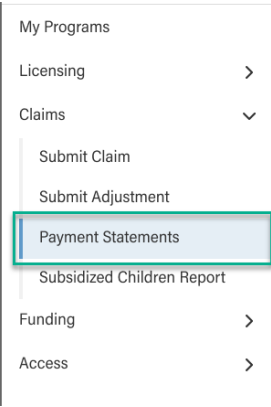 My Programs
Licensing
Claims
Submit Claim
Submit Adjustment
Payment Statements
Subsidized Children Report
Funding
Access